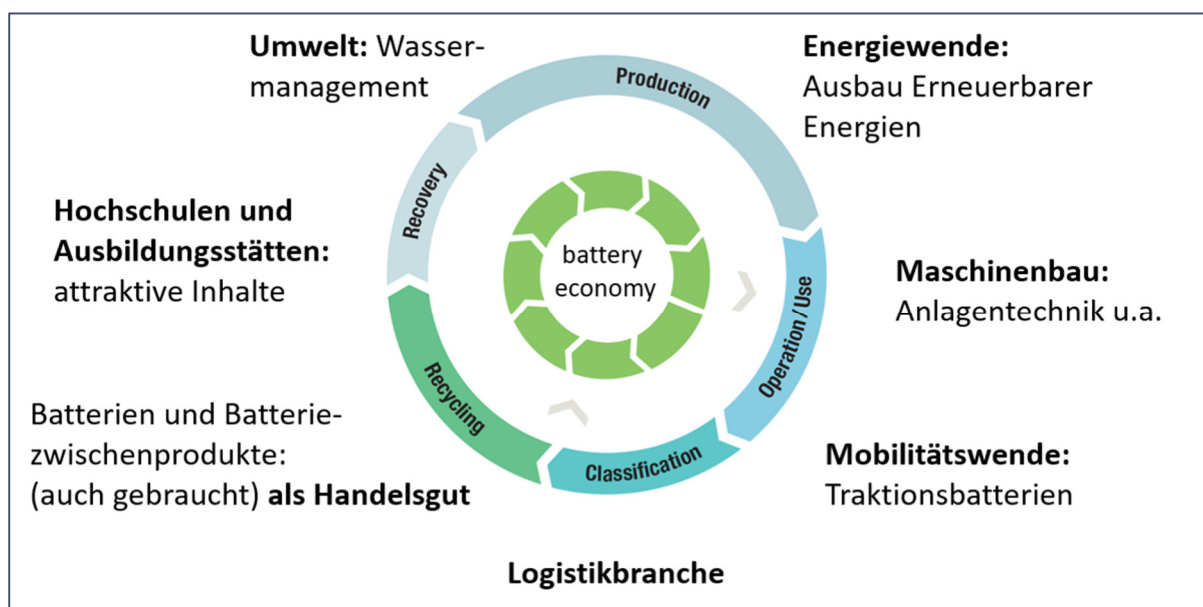 Umwelt: Wasser-
management
Energiewende:
Ausbau Erneuerbarer
Energien
Production
Recovery
Hochschulen und
Ausbildungsstätten:
attraktive Inhalte
battery
economy
Maschinenbau:
Anlagentechnik u.a.
Operation / Use
Recycling
Batterien und Batterie-
zwischenprodukte:
(auch gebraucht) als Handelsgut
Classification
Mobilitätswende:
Traktionsbatterien
Logistikbranche